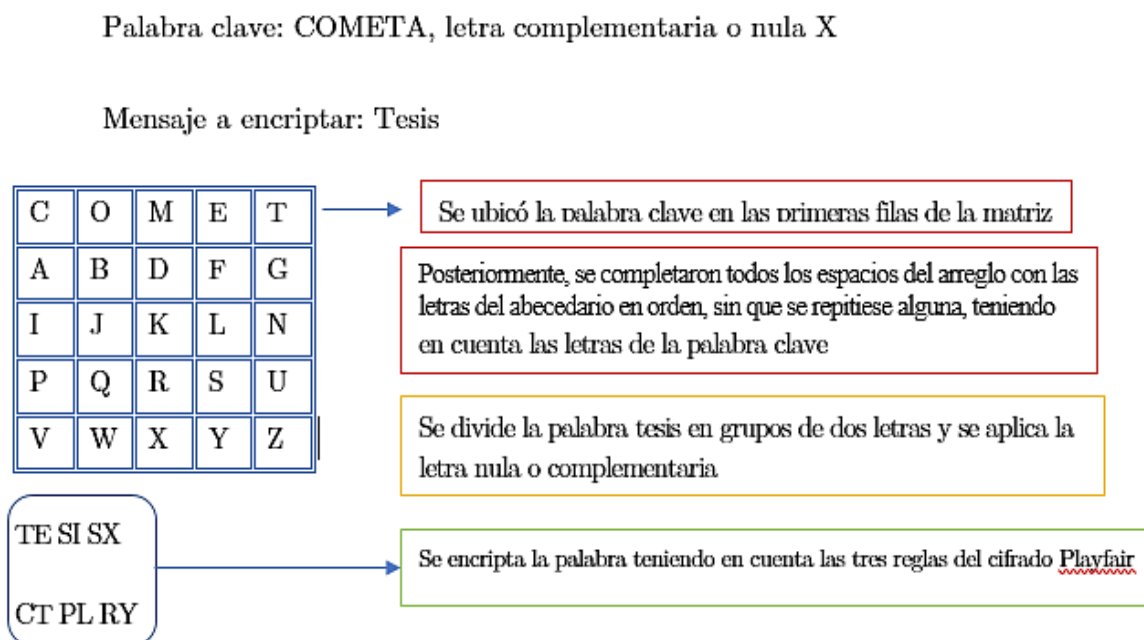 Palabra clave: COMETA, letra complementaria o nula X
Mensaje a encriptar: Tesis
C O M E T
A B D F G
I J K L N
P Q R S U
V W X Y Z
Se ubicó la palabra clave en las primeras filas de la matriz
Posteriormente, se completaron todos los espacios del arreglo con las
letras del abecedario en orden, sin que se repitiese alguna, teniendo
en cuenta las letras de la palabra clave
Se divide la palabra tesis en grupos de dos letras y se aplica la
letra nula o complementaria
TE SI SX
CT PL RY
Se encripta la palabra teniendo en cuenta las tres reglas del cifrado Playfair